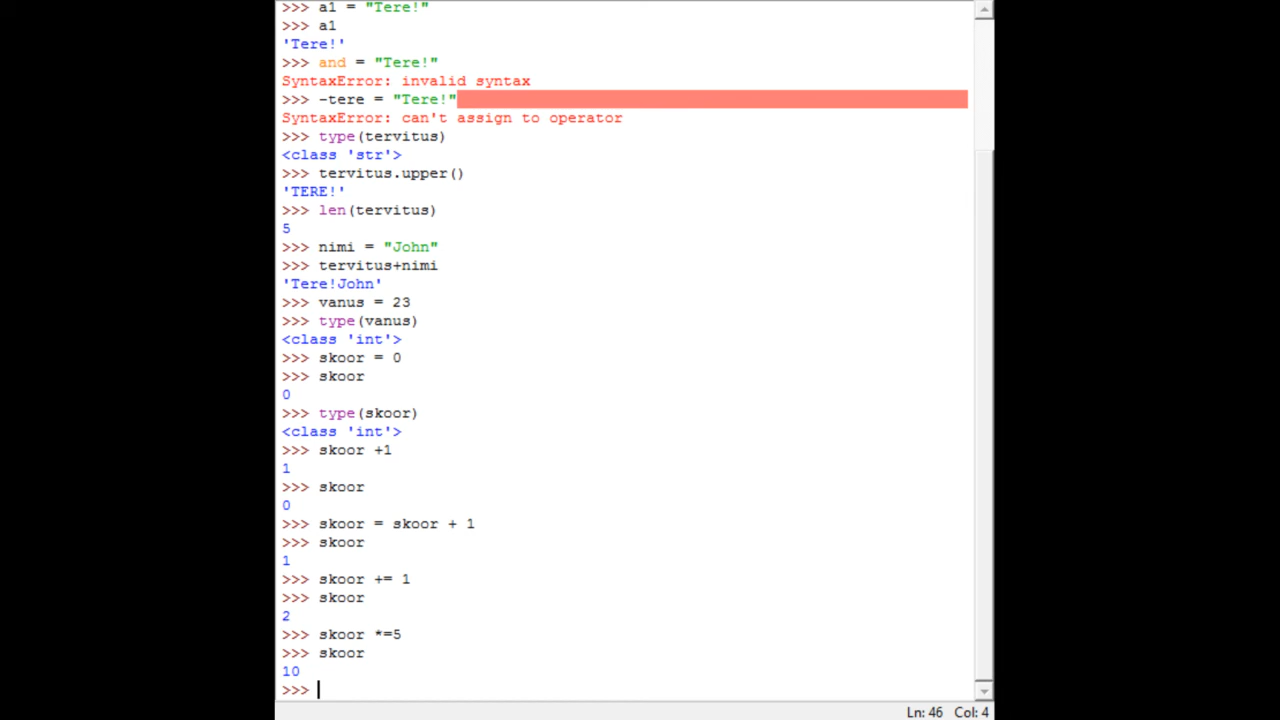 >>> a1 = "Tere!"
>>> a1
'Tere!'
>>> and = "Tere!"
SyntaxError: invalid syntax
>>> -tere = "Tere!"
SyntaxError: can't assign to operator
>>> type(tervitus)
<class 'str'>
>>> tervitus.upper()
'TERE!'
>>> len(tervitus)
5
>>> nimi = "John"
>>> tervitus+nimi
'Tere!John'
>>> vanus = 23
>>> type(vanus)
<class 'int'>
>>> skoor = 0
>>> skoor
0
>>> type(skoor)
<class 'int'>
>>> skoor +1
1
>>> skoor
0
>>> skoor = skoor + 1
>>> skoor
1
>>> skoor += 1
>>> skoor
2
>>> skoor *=5
>>> skoor
10
>>>
Ln: 46 Col: 4